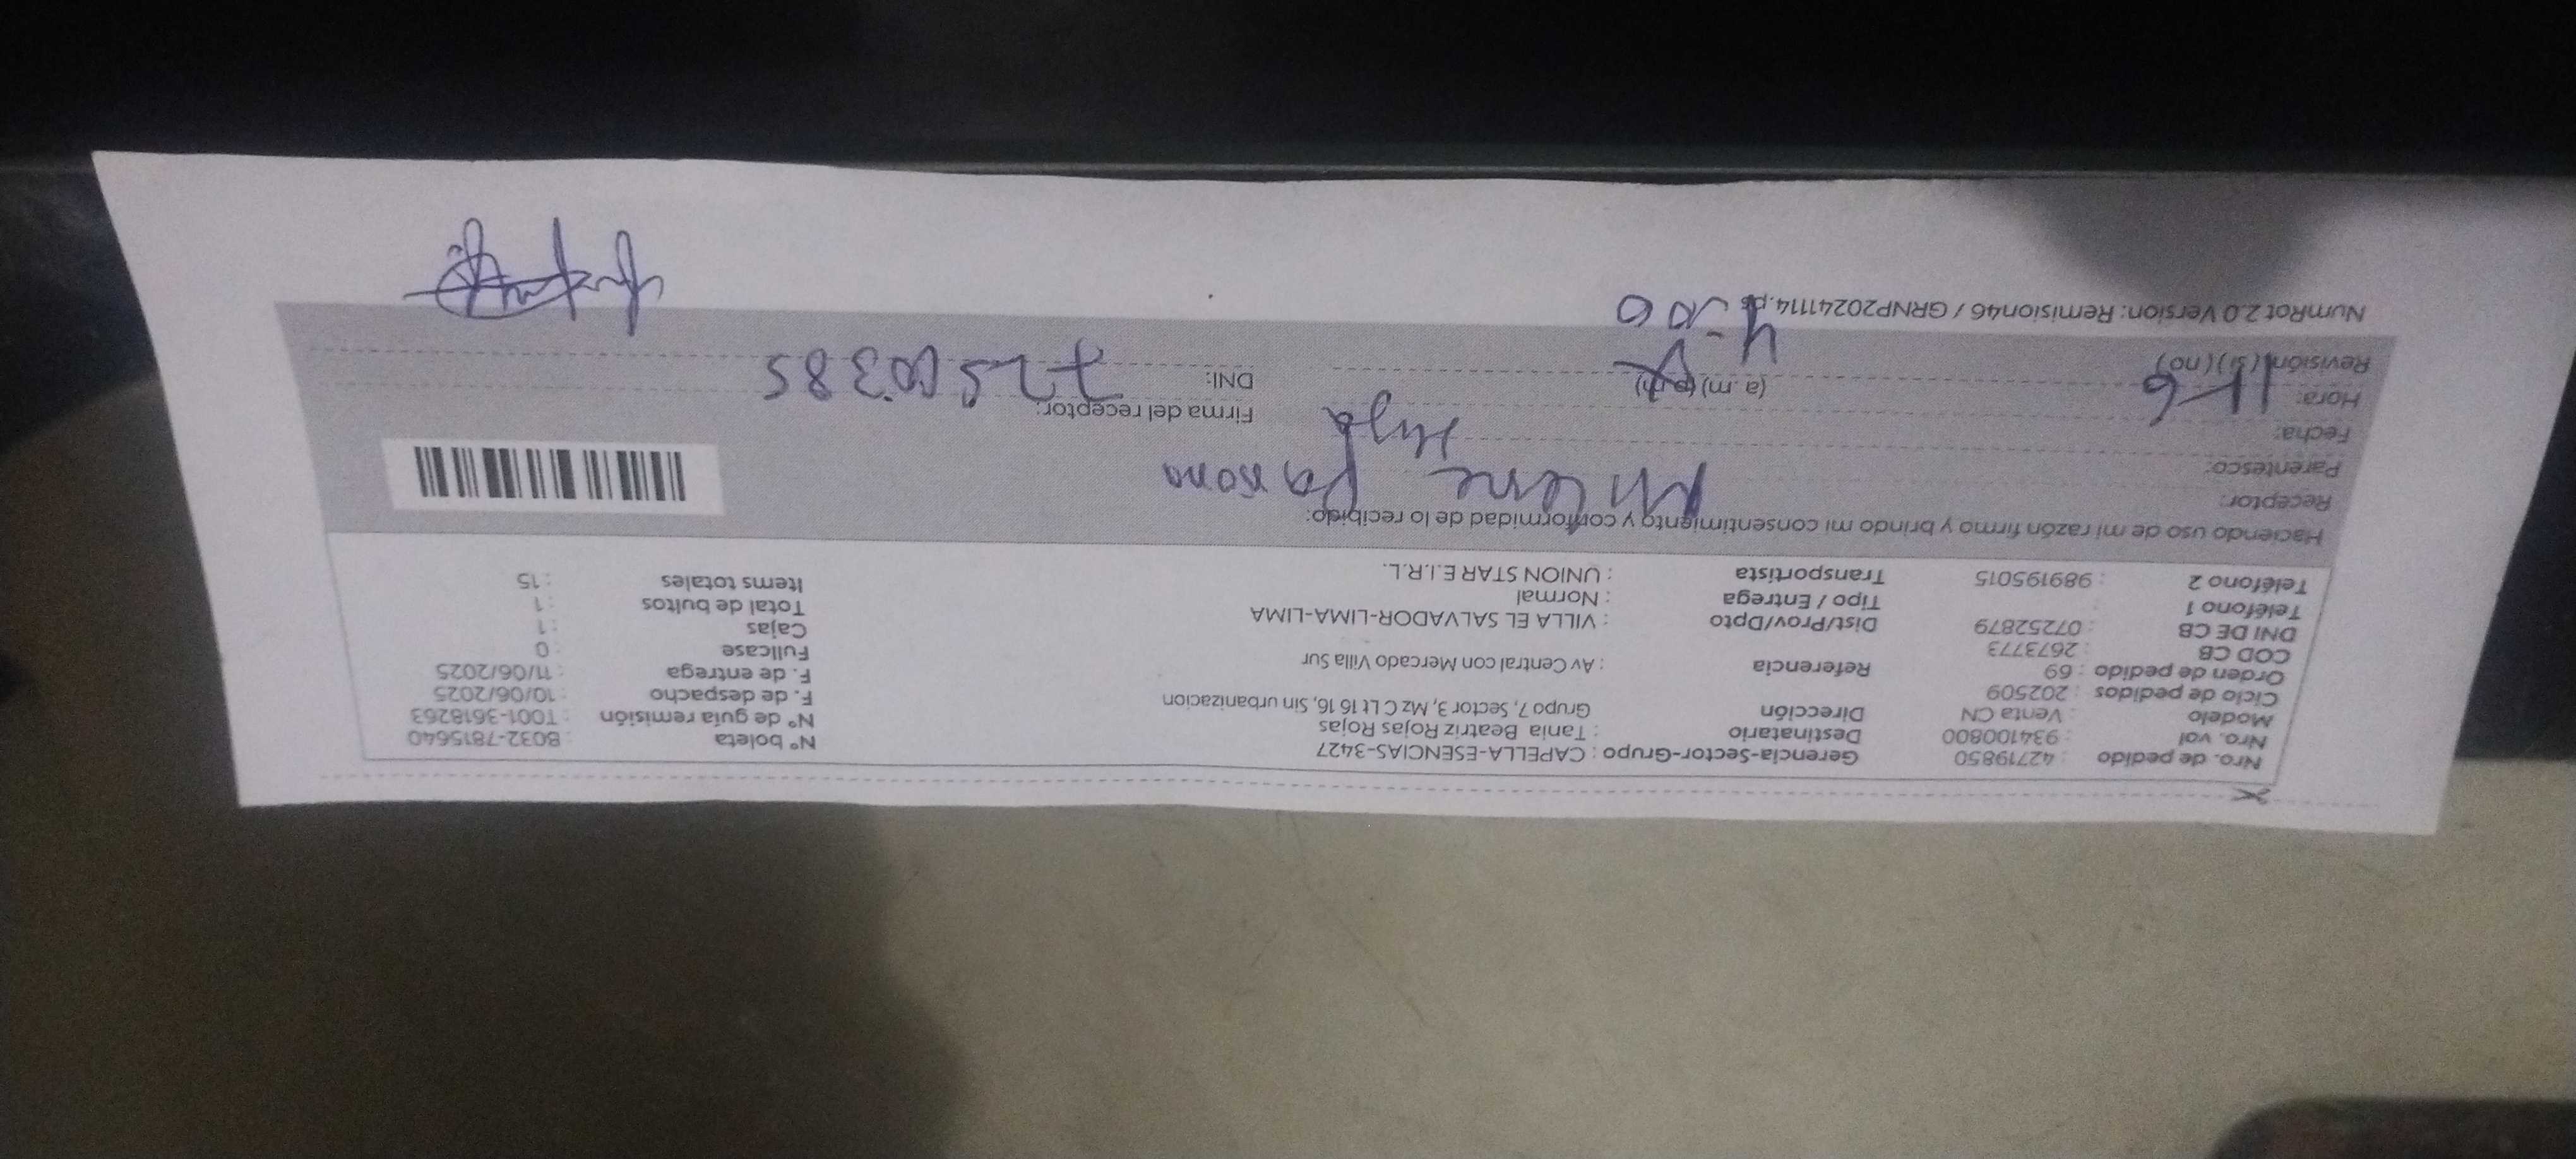 Nro. de pedido : 42719850 Gerencia-Sector-Grupo : CAPELLA-ESENCIAS-3427 N° boleta : B032-7815640
Nro. vol : 934100800 Destinatario : Tania Beatriz Rojas Rojas N° de guía remisión : T001-3618263
Modelo : Venta CN Dirección Grupo 7, Sector 3, Mz C Lt 16 16, Sin urbanizacion F. de despacho : 10/06/2025
Ciclo de pedidos : 202509 F. de entrega : 11/06/2025
Orden de pedido : 69 Referencia : Av Central con Mercado Villa Sur Fullcase : 0
COD CB : 2673773 Cajas : 1
DNI DE CB : 07252879 Dist/Prov/Dpto : VILLA EL SALVADOR-LIMA-LIMA Total de bultos : 1
Teléfono 1 : Tipo / Entrega : Normal Items totales : 15
Teléfono 2 : 989195015 Transportista : UNION STAR E.I.R.L.
Haciendo uso de mi razón firmo y brindo mi consentimiento y conformidad de lo recibido:
Receptor: Milene
Parentesco: Hija
Fecha: 11-6
Hora: (a m) (p m) Firma del receptor:
Revisión (si) (no) 4:00 DNI: 72500385
NumRot 2.0 Version: Remision46 / GRNP20241114.ps